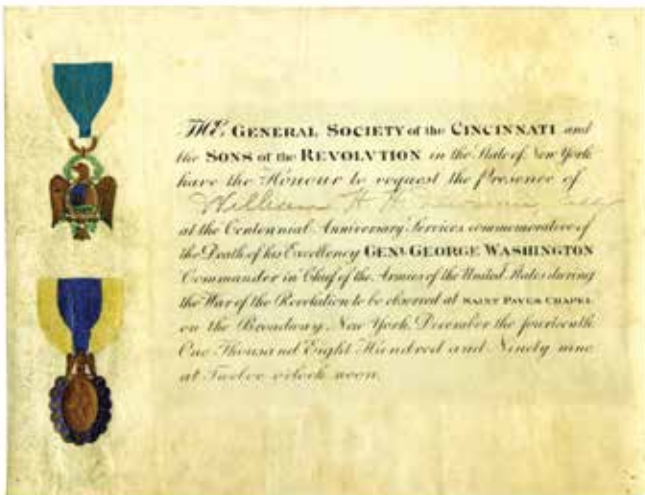 THE GENERAL SOCIETY of the CINCINNATI and
the SONS of the REVOLVTION in the State of New York
have the Honour to request the Presence of
William H H
at the Centennial Anniversary Services commemorative of
the Death of his Excellency GENL GEORGE WASHINGTON
Commander in Chief of the Armies of the United States during
the War of the Revolution to be observed at SAINT PAVLS CHAPEL
on the Broadway, New York, December the fourteenth
One Thousand Eight Hundred and Ninety nine
at Twelve o'clock noon.